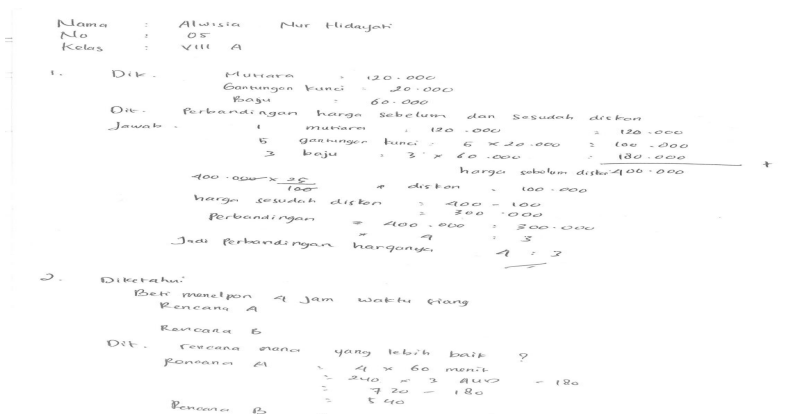 Nama : Alwisia Nur Hidayati
No : 05
Kelas : VIII A
1. Dik. Mutiara = 120.000
Gantungan kunci = 20.000
Baju : 60.000
Dit. Perbandingan harga sebelum dan sesudah diskon
Jawab. 1 mutiara : 120.000 = 120.000
5 gantungan kunci : 5 x 20.000 = 100.000
3 baju : 3 x 60.000 : 180.000 +
harga sebelum diskon 400.000
400.000 x 25/100 diskon = 100.000
harga sesudah diskon = 400 - 100
= 300.000
Perbandingan = 400.000 : 300.000
= 4 : 3
Jadi Perbandingan harganya 4 : 3
2. Diketahui
Beti menelpon 4 jam waktu siang
Rencana A
Rencana B
Dit. rencana mana yang lebih baik ?
Rencana A = 4 x 60 menit
= 240 x 3 AUD - 180
= 720 - 180
= 540
Rencana B